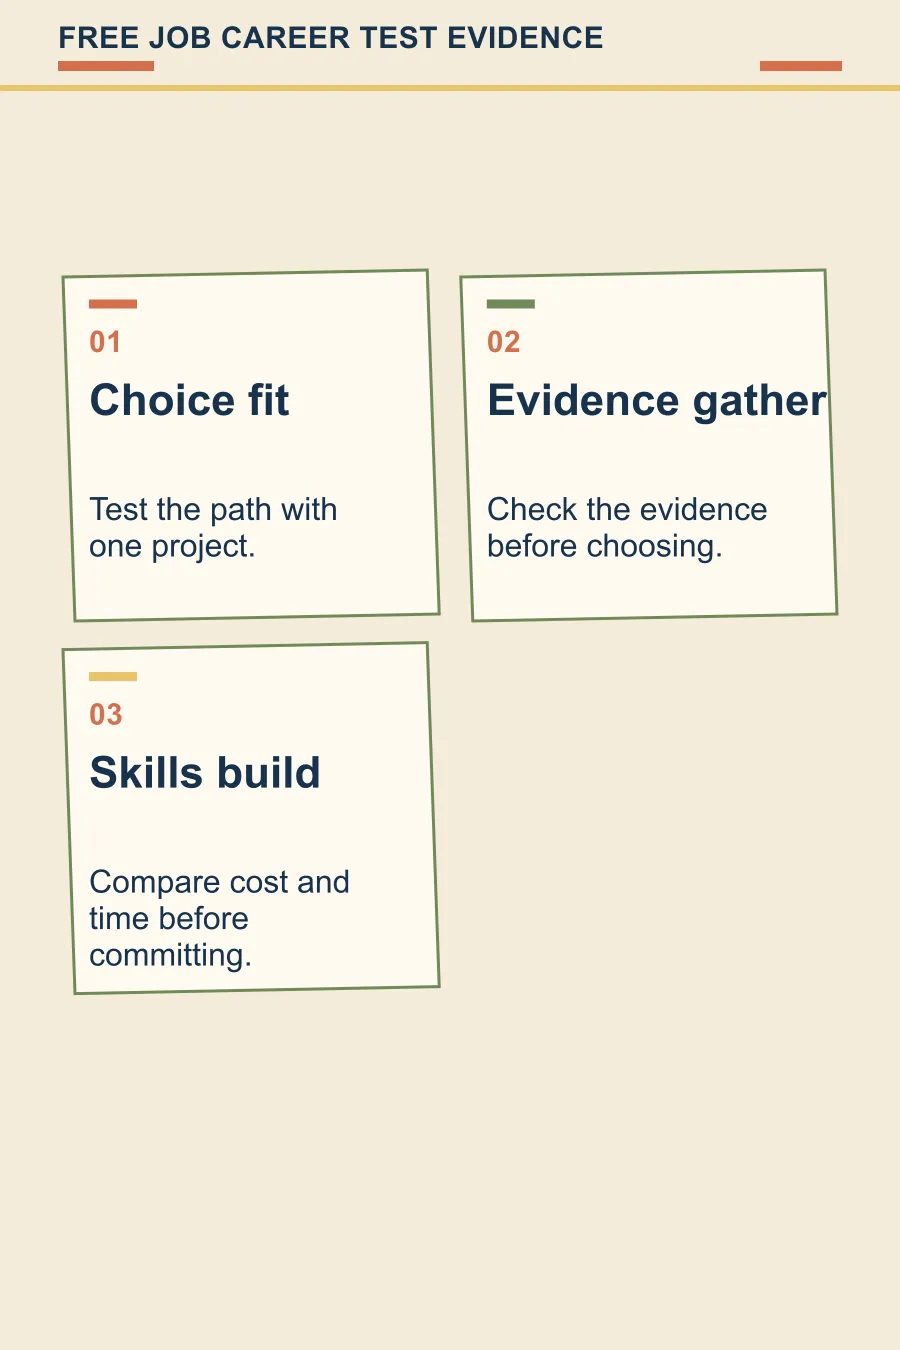 FREE JOB CAREER TEST EVIDENCE
01
Choice fit
Test the path with
one project.
02
Evidence gather
Check the evidence
before choosing.
03
Skills build
Compare cost and
time before
committing.